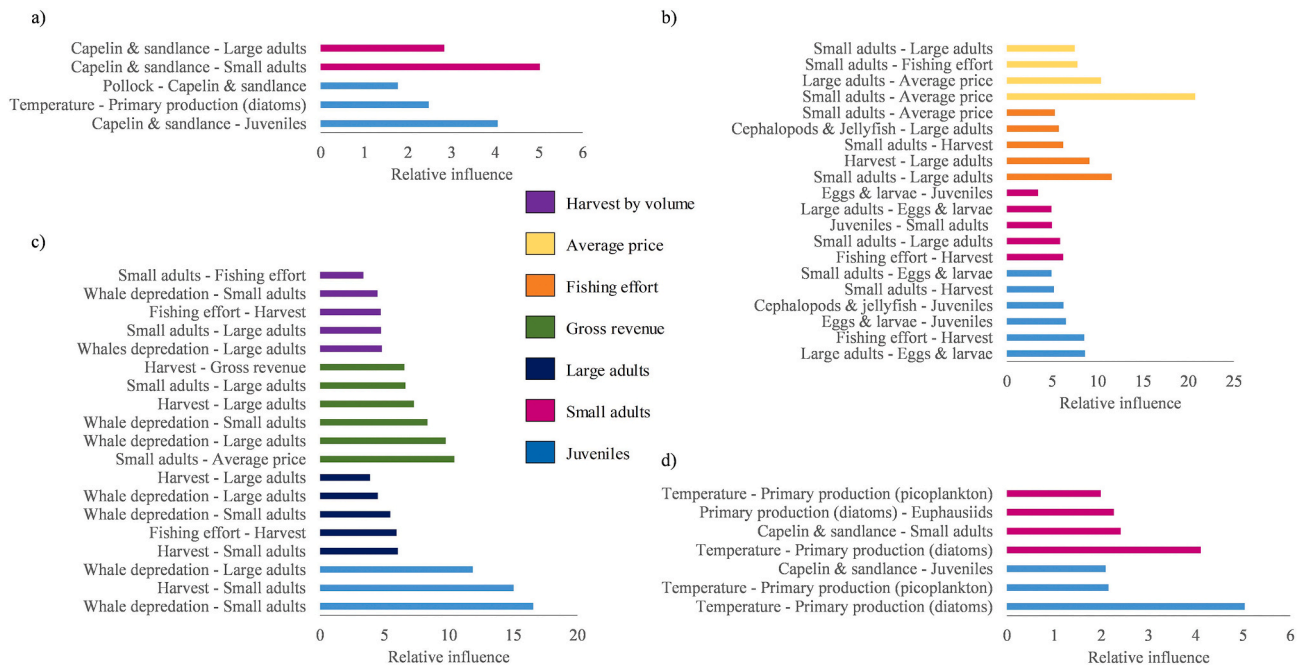 a)
Capelin & sandlance - Large adults
Capelin & sandlance - Small adults
Pollock - Capelin & sandlance
Temperature - Primary production (diatoms)
Capelin & sandlance - Juveniles
0 1 2 3 4 5 6
Relative influence
b)
Small adults - Large adults
Small adults - Fishing effort
Large adults - Average price
Small adults - Average price
Small adults - Average price
Cephalopods & Jellyfish - Large adults
Small adults - Harvest
Harvest - Large adults
Small adults - Large adults
Eggs & larvae - Juveniles
Large adults - Eggs & larvae
Juveniles - Small adults
Small adults - Large adults
Fishing effort - Harvest
Small adults - Eggs & larvae
Small adults - Harvest
Cephalopods & jellyfish - Juveniles
Eggs & larvae - Juveniles
Fishing effort - Harvest
Large adults - Eggs & larvae
0 5 10 15 20 25
Relative influence
Harvest by volume
Average price
Fishing effort
Gross revenue
Large adults
Small adults
Juveniles
c)
Small adults - Fishing effort
Whale depredation - Small adults
Fishing effort - Harvest
Small adults - Large adults
Whales depredation - Large adults
Harvest - Gross revenue
Small adults - Large adults
Harvest - Large adults
Whale depredation - Small adults
Whale depredation - Large adults
Small adults - Average price
Harvest - Large adults
Whale depredation - Large adults
Whale depredation - Small adults
Fishing effort - Harvest
Harvest - Small adults
Whale depredation - Large adults
Harvest - Small adults
Whale depredation - Small adults
0 5 10 15 20
Relative influence
d)
Temperature - Primary production (picoplankton)
Primary production (diatoms) - Euphausiids
Capelin & sandlance - Small adults
Temperature - Primary production (diatoms)
Capelin & sandlance - Juveniles
Temperature - Primary production (picoplankton)
Temperature - Primary production (diatoms)
0 1 2 3 4 5 6
Relative influence